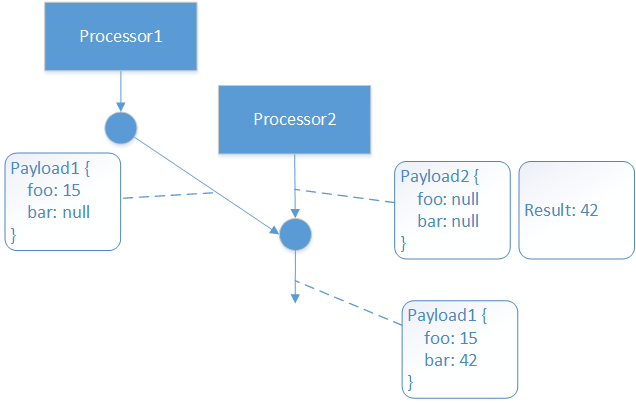 Processor1
Processor2
Payload1 {
foo: 15
bar: null
}
Payload2 {
foo: null
bar: null
}
Result: 42
Payload1 {
foo: 15
bar: 42
}